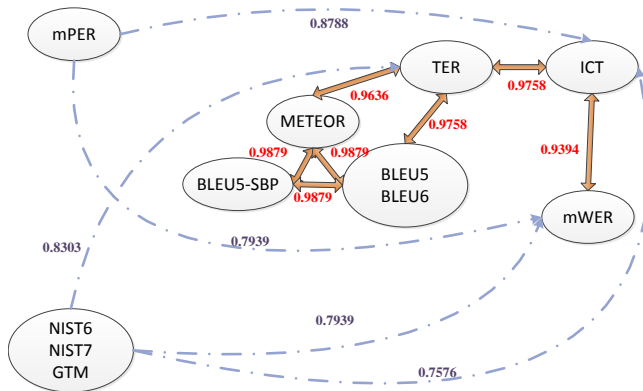 0.8788
mPER
TER
ICT
0.9636
0.9758
METEOR
0.9758
0.9879
0.9879
0.9394
BLEU5-SBP
BLEU5
BLEU6
0.9879
mWER
0.8303
0.7939
NIST6
NIST7
GTM
0.7939
0.7576